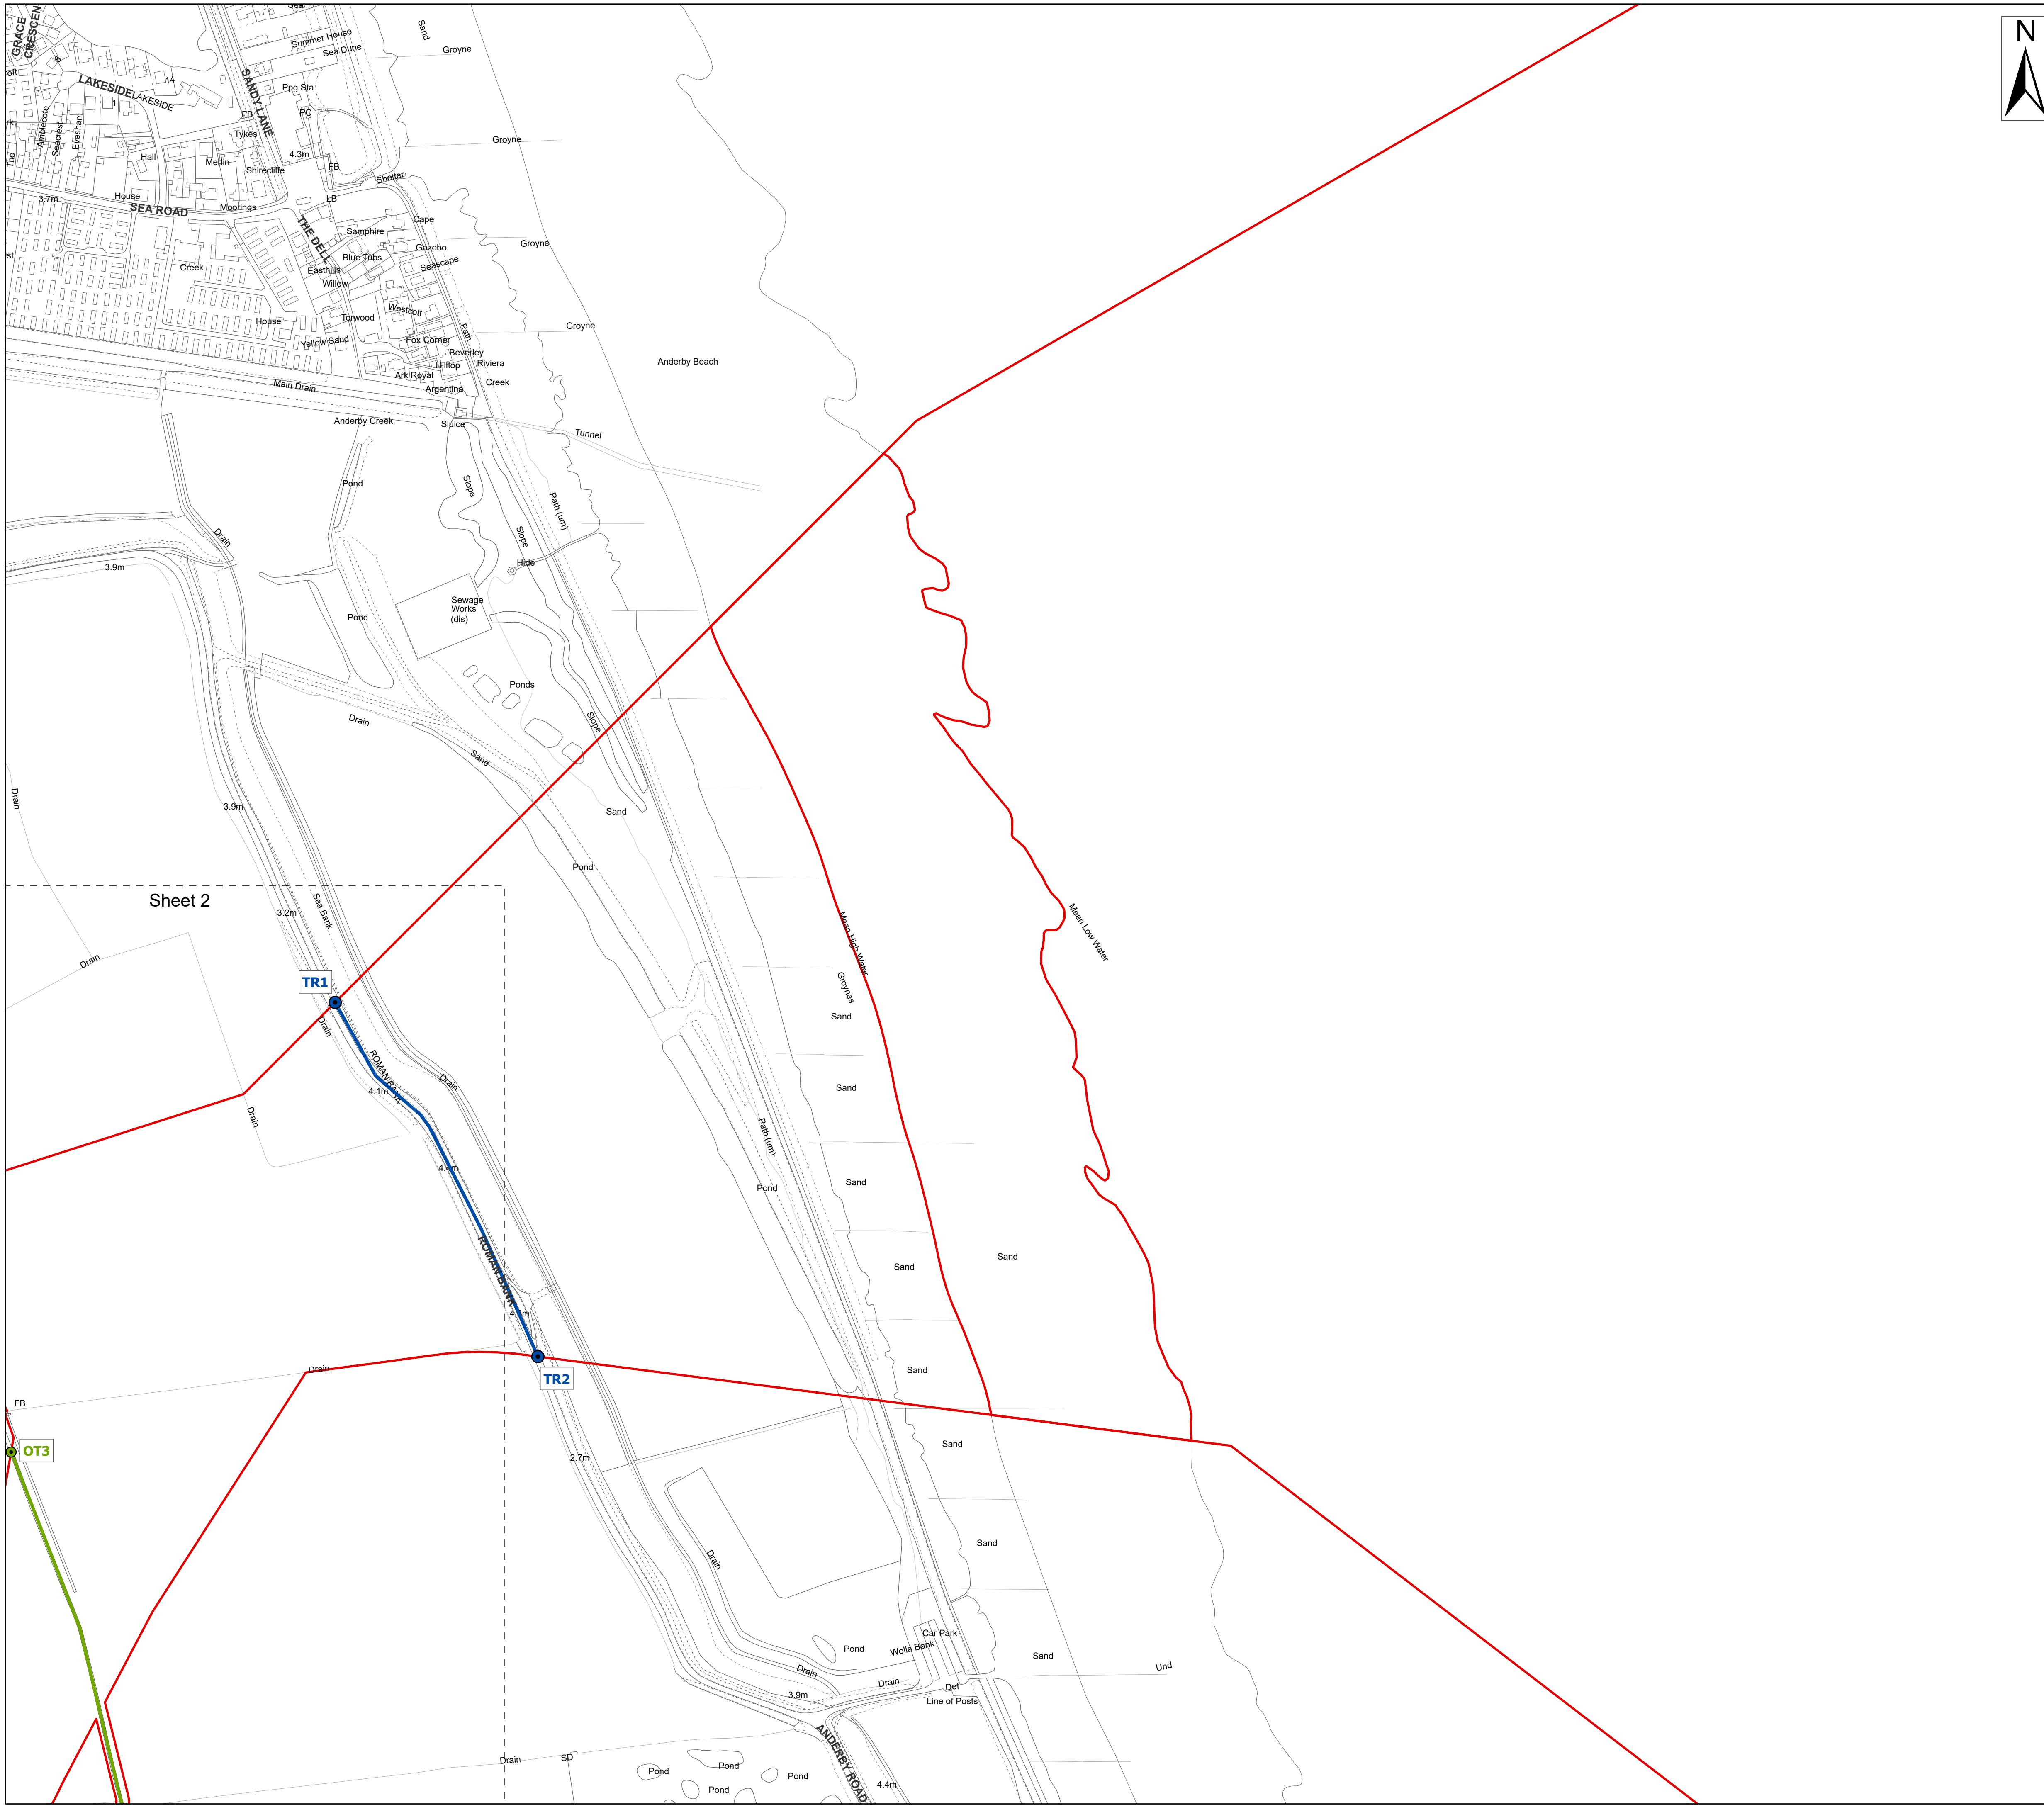 GRACE
CRESCEN
Sea
Sand
Summer House
Sea Dune
Groyne
N
8
oft
LAKESIDE
LAKESIDE
14
1
SANDY LANE
Ppg Sta
PC
FB
Tykes
Groyne
rk
Amblecote
Seacrest
Evesham
The
Hall
Merlin
4.3m
Shirecliffe
FB
Shelter
House
3.7m
SEA ROAD
Moorings
LB
THE DELL
Cape
Samphire
Gazebo
Groyne
st
Blue Tubs
Seascape
Creek
Easthills
Willow
Westcott
House
Torwood
Path
Groyne
Yellow Sand
Fox Corner
Beverley
Hilltop
Riviera
Anderby Beach
Ark Royal
Creek
Main Drain
Argentina
Anderby Creek
Sluice
Tunnel
Pond
Slope
Path (um)
Drain
Slope
Hide
3.9m
Sewage
Works
(dis)
Pond
Ponds
Drain
Slope
Sand
Drain
3.9m
Sand
Pond
Sheet 2
3.2m
Sea Bank
Mean High Water
Mean Low Water
Drain
TR1
Groynes
Sand
Drain
ROMAN BANK
Drain
4.1m
Sand
Drain
Path (um)
4.4m
Sand
Pond
ROMAN BANK
Sand
Sand
Drain
TR2
Sand
FB
OT3
2.7m
Sand
Sand
Drain
Car Park
Wolla Bank
Pond
Sand
Und
Drain
Drain
Def
3.9m
Line of Posts
ANDERBY ROAD
Drain
SD
Pond
Pond
Pond
Pond
4.4m